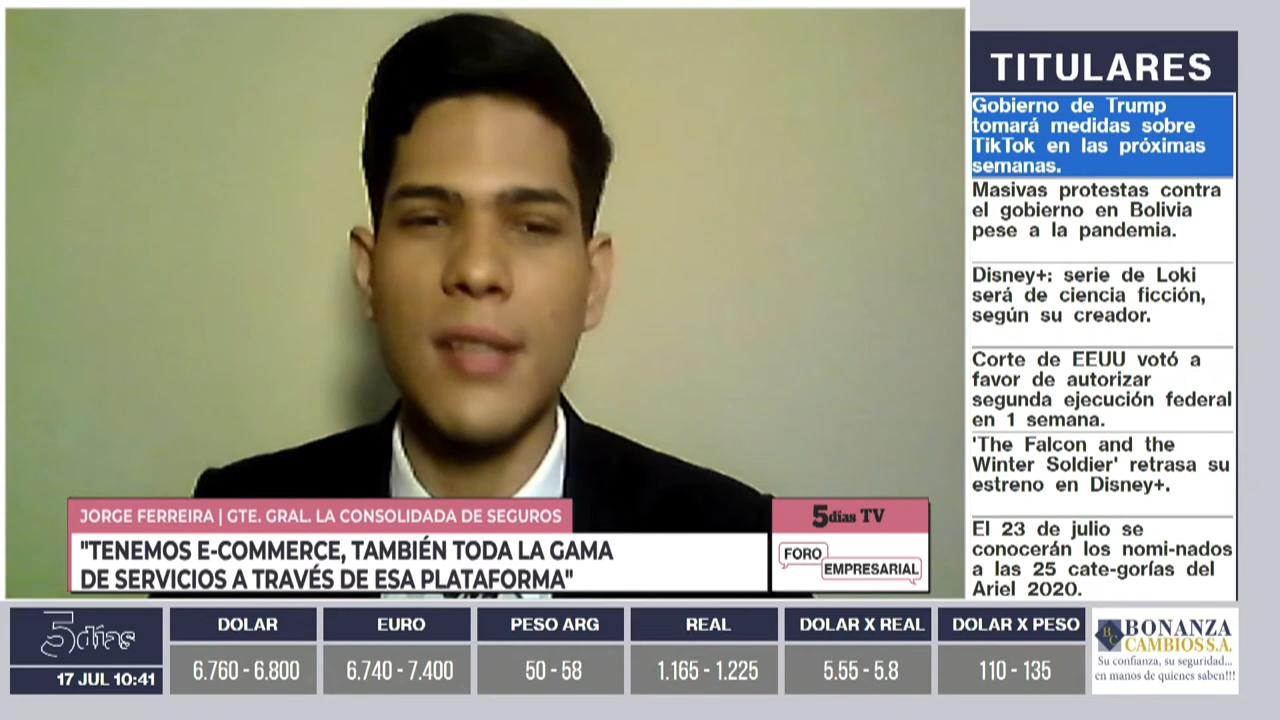 TITULARES
Gobierno de Trump
tomará medidas sobre
TikTok en las próximas
semanas.
Masivas protestas contra
el gobierno en Bolivia
pese a la pandemia.
Disney+: serie de Loki
será de ciencia ficción,
según su creador.
Corte de EEUU votó a
favor de autorizar
segunda ejecución federal
en 1 semana.
'The Falcon and the
Winter Soldier' retrasa su
estreno en Disney+.
El 23 de julio se
conocerán los nomi-nados
a las 25 cate-gorías del
Ariel 2020.
JORGE FERREIRA | GTE. GRAL. LA CONSOLIDADA DE SEGUROS
"TENEMOS E-COMMERCE, TAMBIÉN TODA LA GAMA
DE SERVICIOS A TRAVÉS DE ESA PLATAFORMA"
5días TV
FORO
EMPRESARIAL
5días
17 JUL 10:41
DOLAR
6.760 - 6.800
EURO
6.740 - 7.400
PESO ARG
50 - 58
REAL
1.165 - 1.225
DOLAR X REAL
5.55 - 5.8
DOLAR X PESO
110 - 135
BC
BONANZA
CAMBIOS S.A.
Su confianza, su seguridad...
en manos de quienes saben!!!